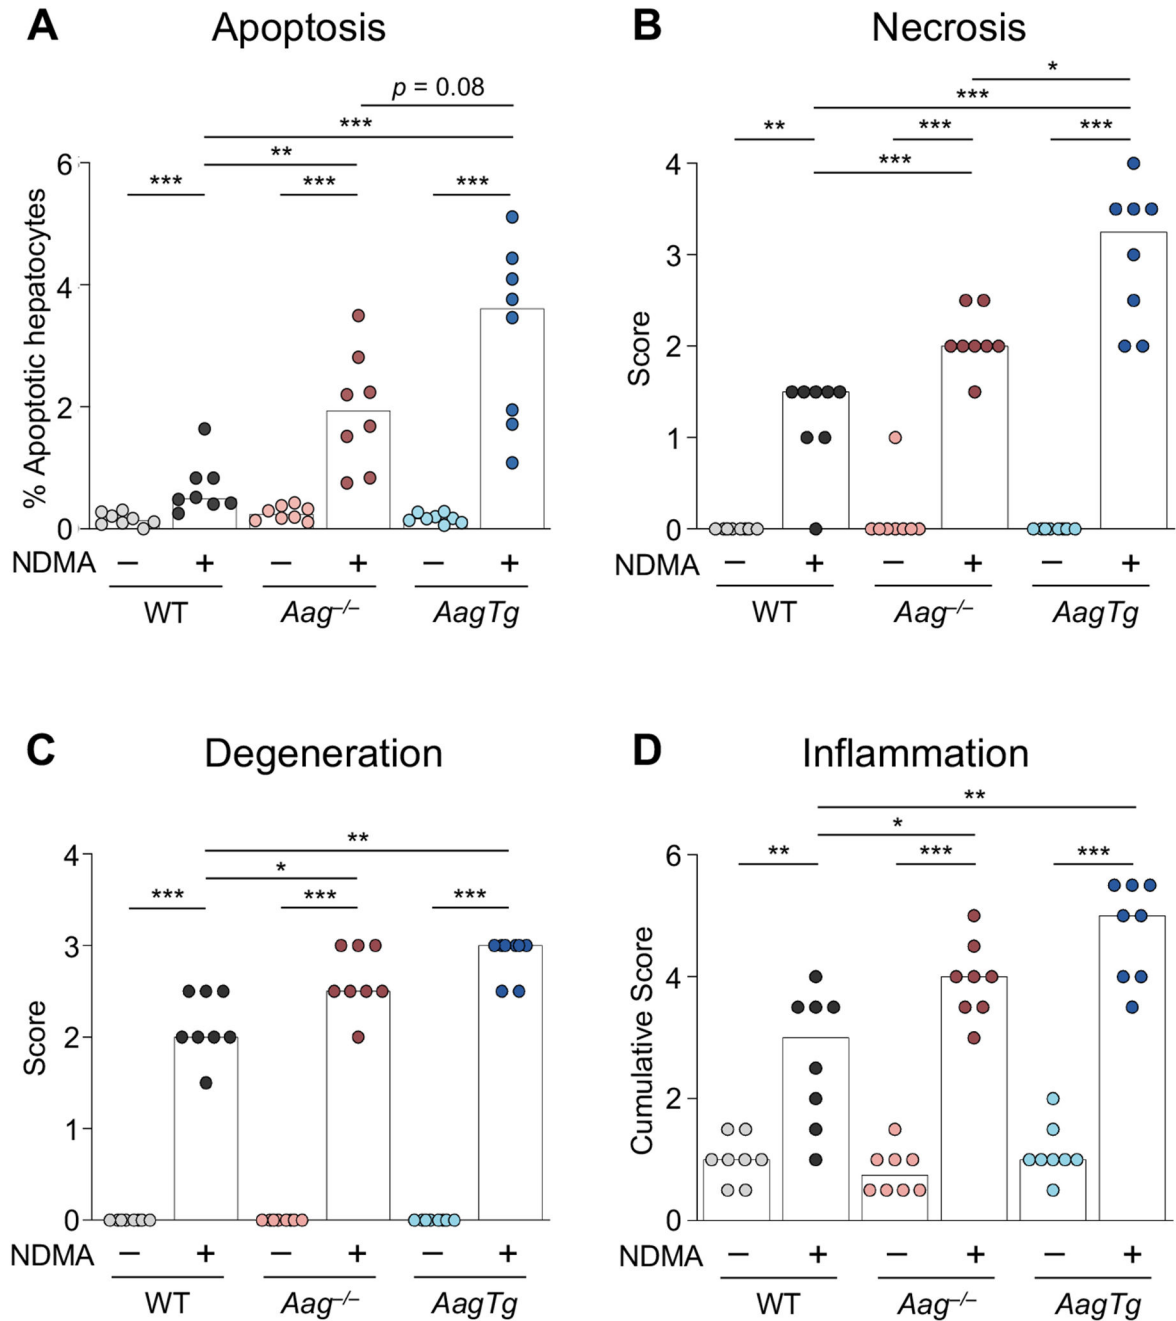 A Apoptosis
p = 0.08
***
**
*** *** ***
% Apoptotic hepatocytes
6
4
2
0
NDMA − + − + − +
WT Aag−/− AagTg
B Necrosis
*
***
** *** ***
***
Score
4
3
2
1
0
NDMA − + − + − +
WT Aag−/− AagTg
C Degeneration
**
*
*** *** ***
Score
4
3
2
1
0
NDMA − + − + − +
WT Aag−/− AagTg
D Inflammation
**
*
** *** ***
Cumulative Score
6
4
2
0
NDMA − + − + − +
WT Aag−/− AagTg